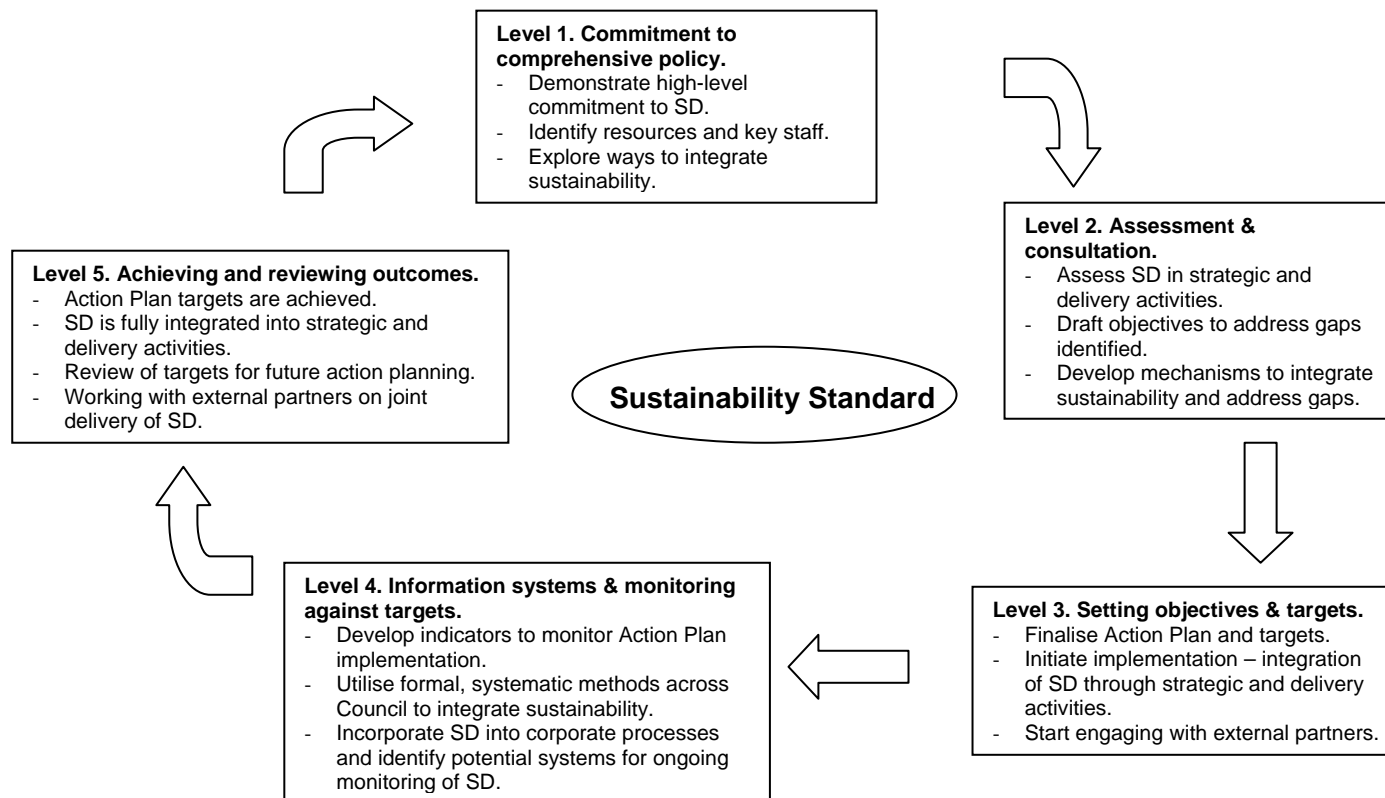 Level 1. Commitment to
comprehensive policy.
- Demonstrate high-level
commitment to SD.
- Identify resources and key staff.
- Explore ways to integrate
sustainability.
Level 2. Assessment &
consultation.
- Assess SD in strategic and
delivery activities.
- Draft objectives to address gaps
identified.
- Develop mechanisms to integrate
sustainability and address gaps.
Level 3. Setting objectives & targets.
- Finalise Action Plan and targets.
- Initiate implementation – integration
of SD through strategic and delivery
activities.
- Start engaging with external partners.
Level 4. Information systems & monitoring
against targets.
- Develop indicators to monitor Action Plan
implementation.
- Utilise formal, systematic methods across
Council to integrate sustainability.
- Incorporate SD into corporate processes
and identify potential systems for ongoing
monitoring of SD.
Level 5. Achieving and reviewing outcomes.
- Action Plan targets are achieved.
- SD is fully integrated into strategic and
delivery activities.
- Review of targets for future action planning.
- Working with external partners on joint
delivery of SD.
Sustainability Standard